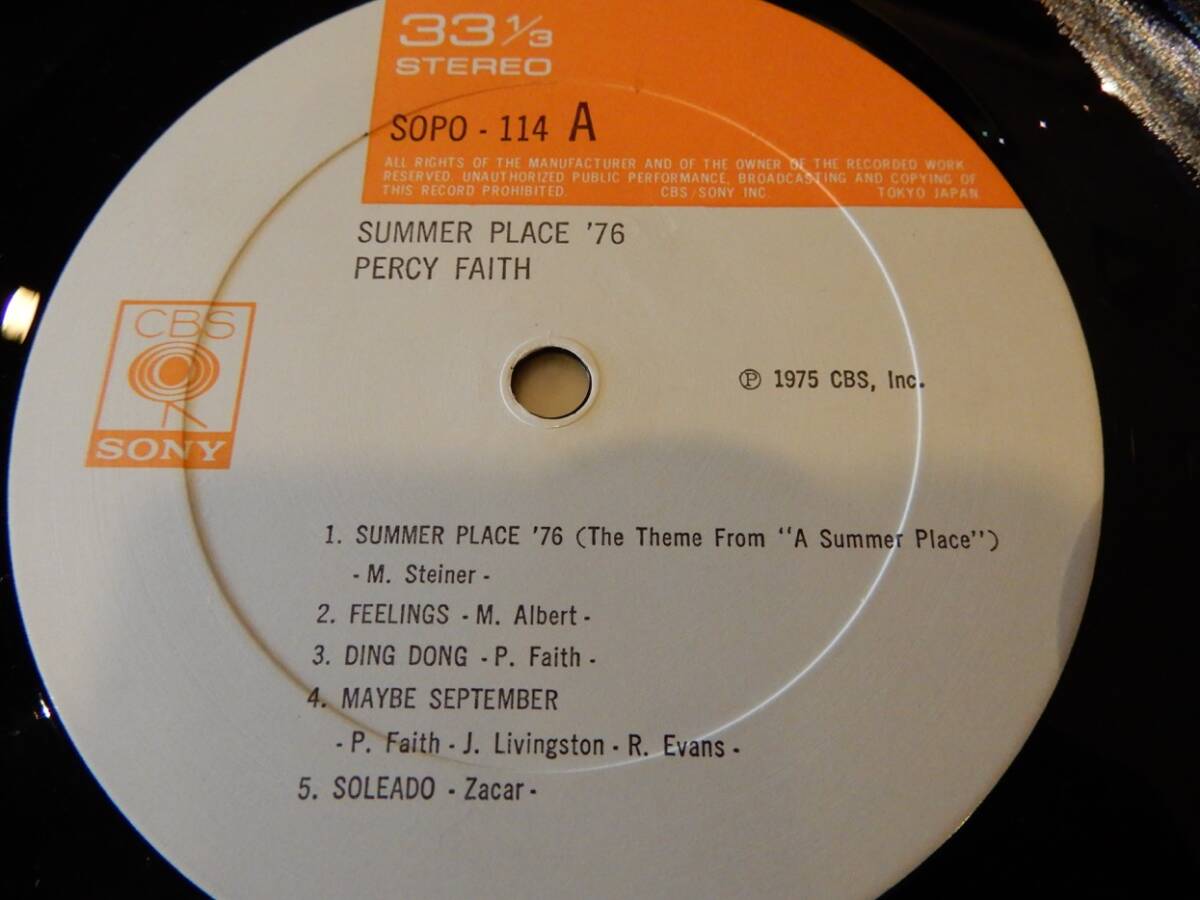 33 1/3
STEREO
SOPO - 114 A
ALL RIGHTS OF THE MANUFACTURER AND OF THE OWNER OF THE RECORDED WORK
RESERVED. UNAUTHORIZED PUBLIC PERFORMANCE, BROADCASTING AND COPYING OF
THIS RECORD PROHIBITED. CBS/SONY INC. TOKYO JAPAN
SUMMER PLACE '76
PERCY FAITH
CBS
SONY
℗ 1975 CBS, Inc.
1. SUMMER PLACE '76 (The Theme From "A Summer Place")
- M. Steiner -
2. FEELINGS - M. Albert -
3. DING DONG - P. Faith -
4. MAYBE SEPTEMBER
- P. Faith - J. Livingston - R. Evans -
5. SOLEADO - Zacar -